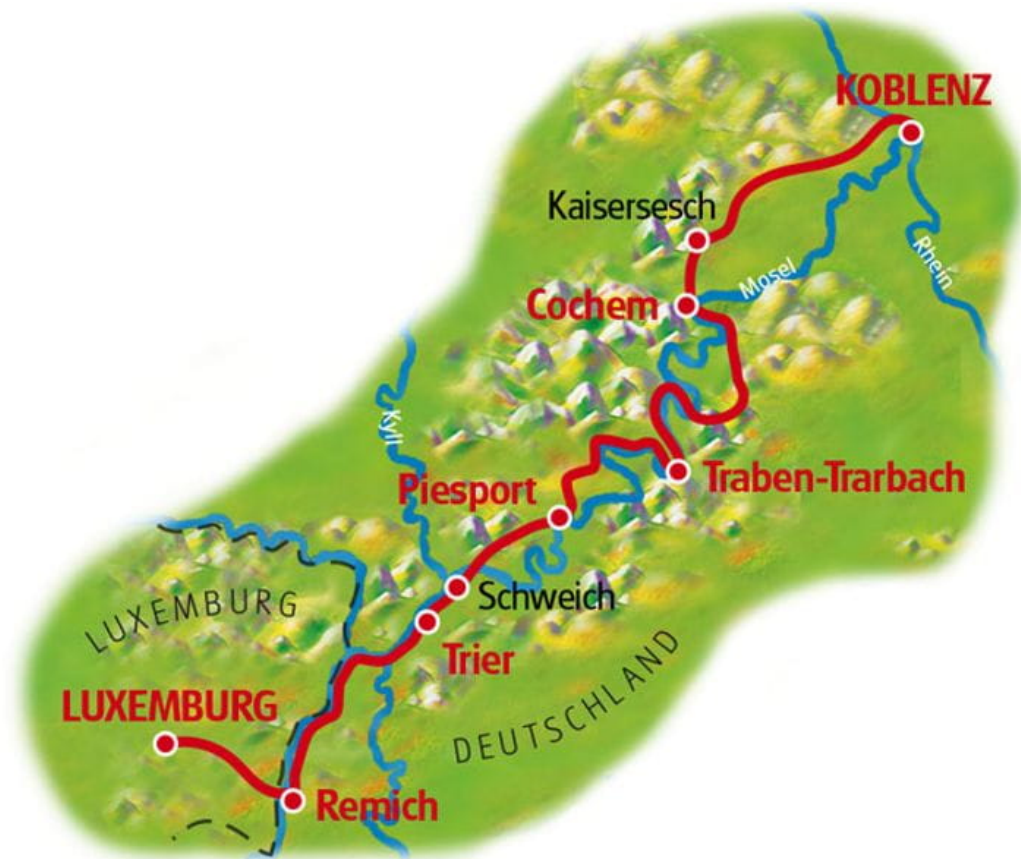 KOBLENZ
Kaisersesch
Rhein
Mosel
Cochem
Kyll
Traben-Trarbach
Piesport
Schweich
LUXEMBURG
Trier
DEUTSCHLAND
LUXEMBURG
Remich